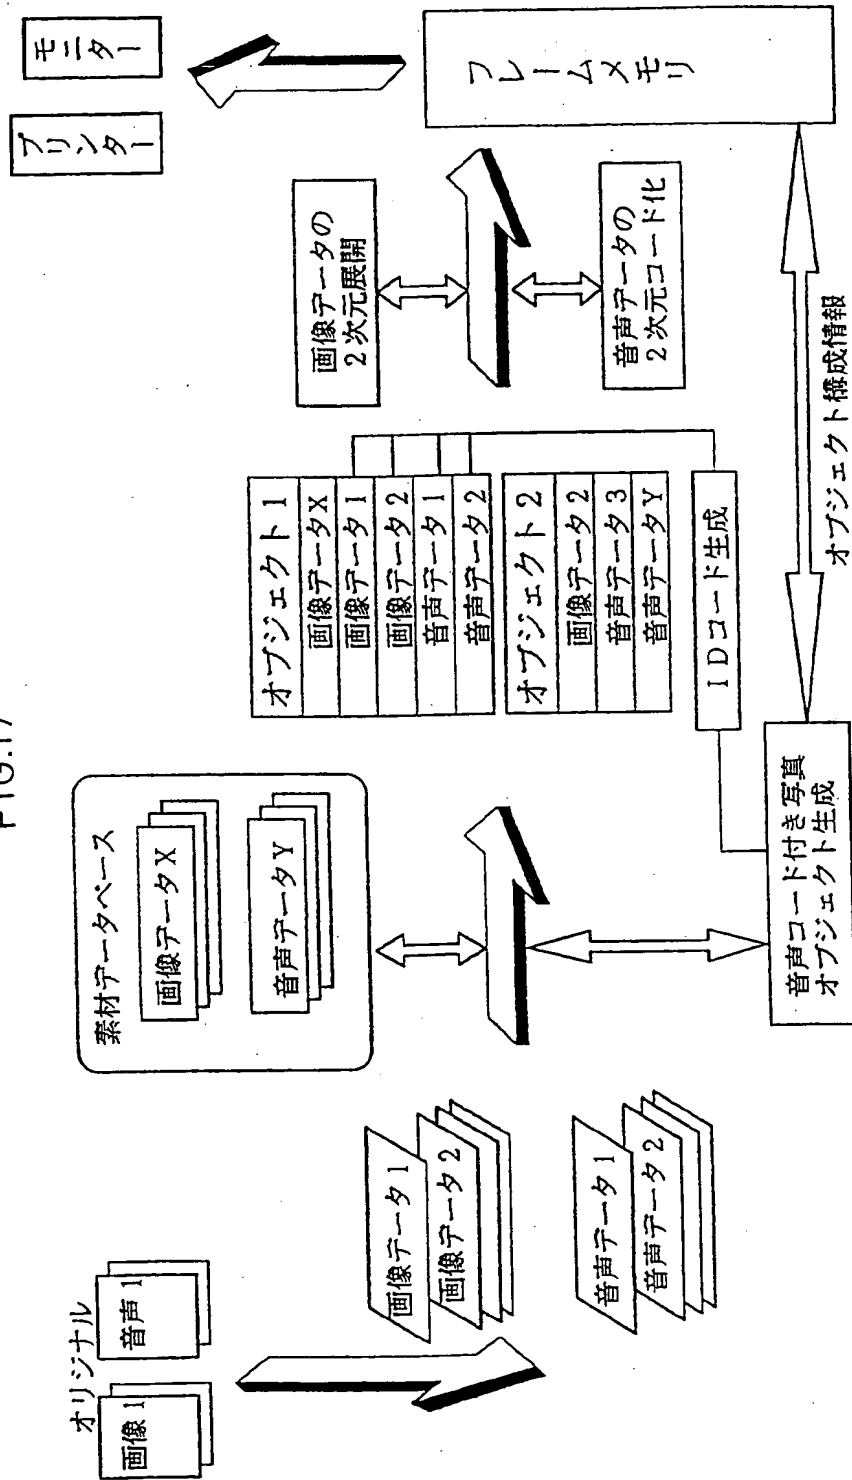 FIG.17
オリジナル
画像1
音声1
画像データ1
画像データ2
音声データ1
音声データ2
素材データベース
画像データX
音声データY
音声コード付き写真
オブジェクト生成
オブジェクト1
画像データX
画像データ1
画像データ2
音声データ1
音声データ2
オブジェクト2
画像データ2
音声データ3
音声データY
IDコード生成
画像データの
2次元展開
音声データの
2次元コード化
オブジェクト構成情報
フレームメモリ
プリンター
モニター